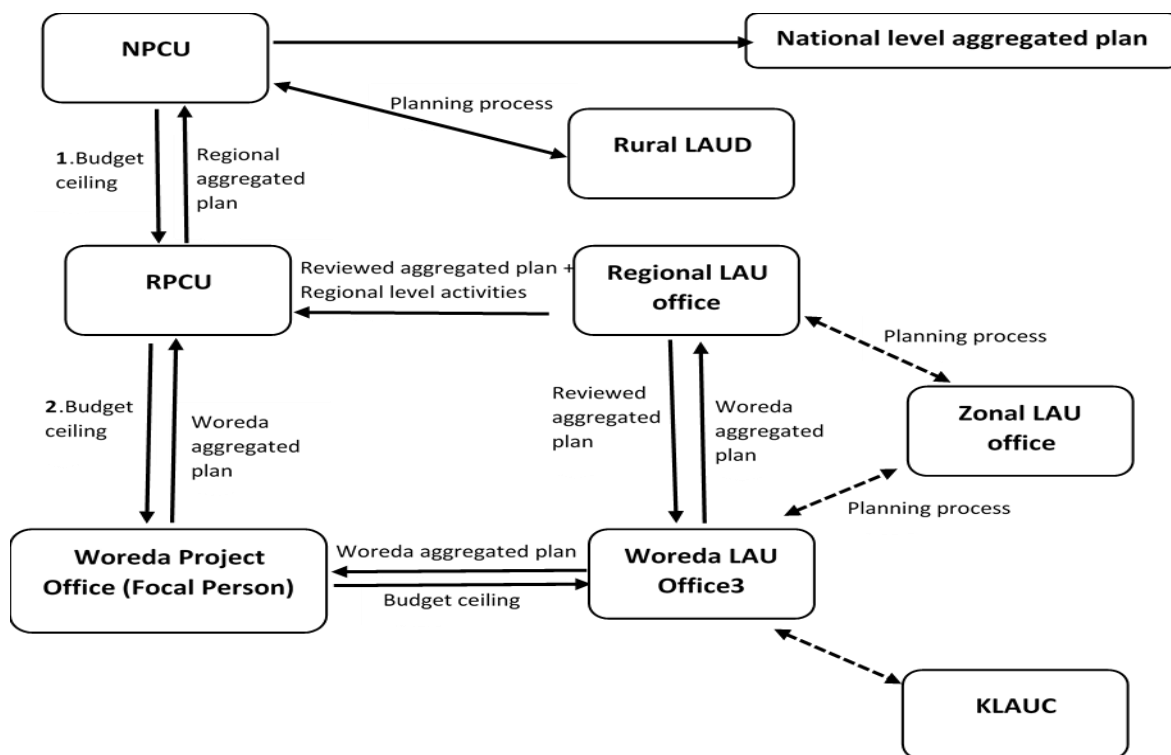 NPCU
National level aggregated plan
Planning process
Rural LAUD
1.Budget
ceiling
Regional
aggregated
plan
RPCU
Reviewed aggregated plan +
Regional level activities
Regional LAU
office
Planning process
2.Budget
ceiling
Woreda
aggregated
plan
Reviewed
aggregated
plan
Woreda
aggregated
plan
Zonal LAU
office
Planning process
Woreda Project
Office (Focal Person)
Woreda aggregated plan
Budget ceiling
Woreda LAU
Office3
KLAUC